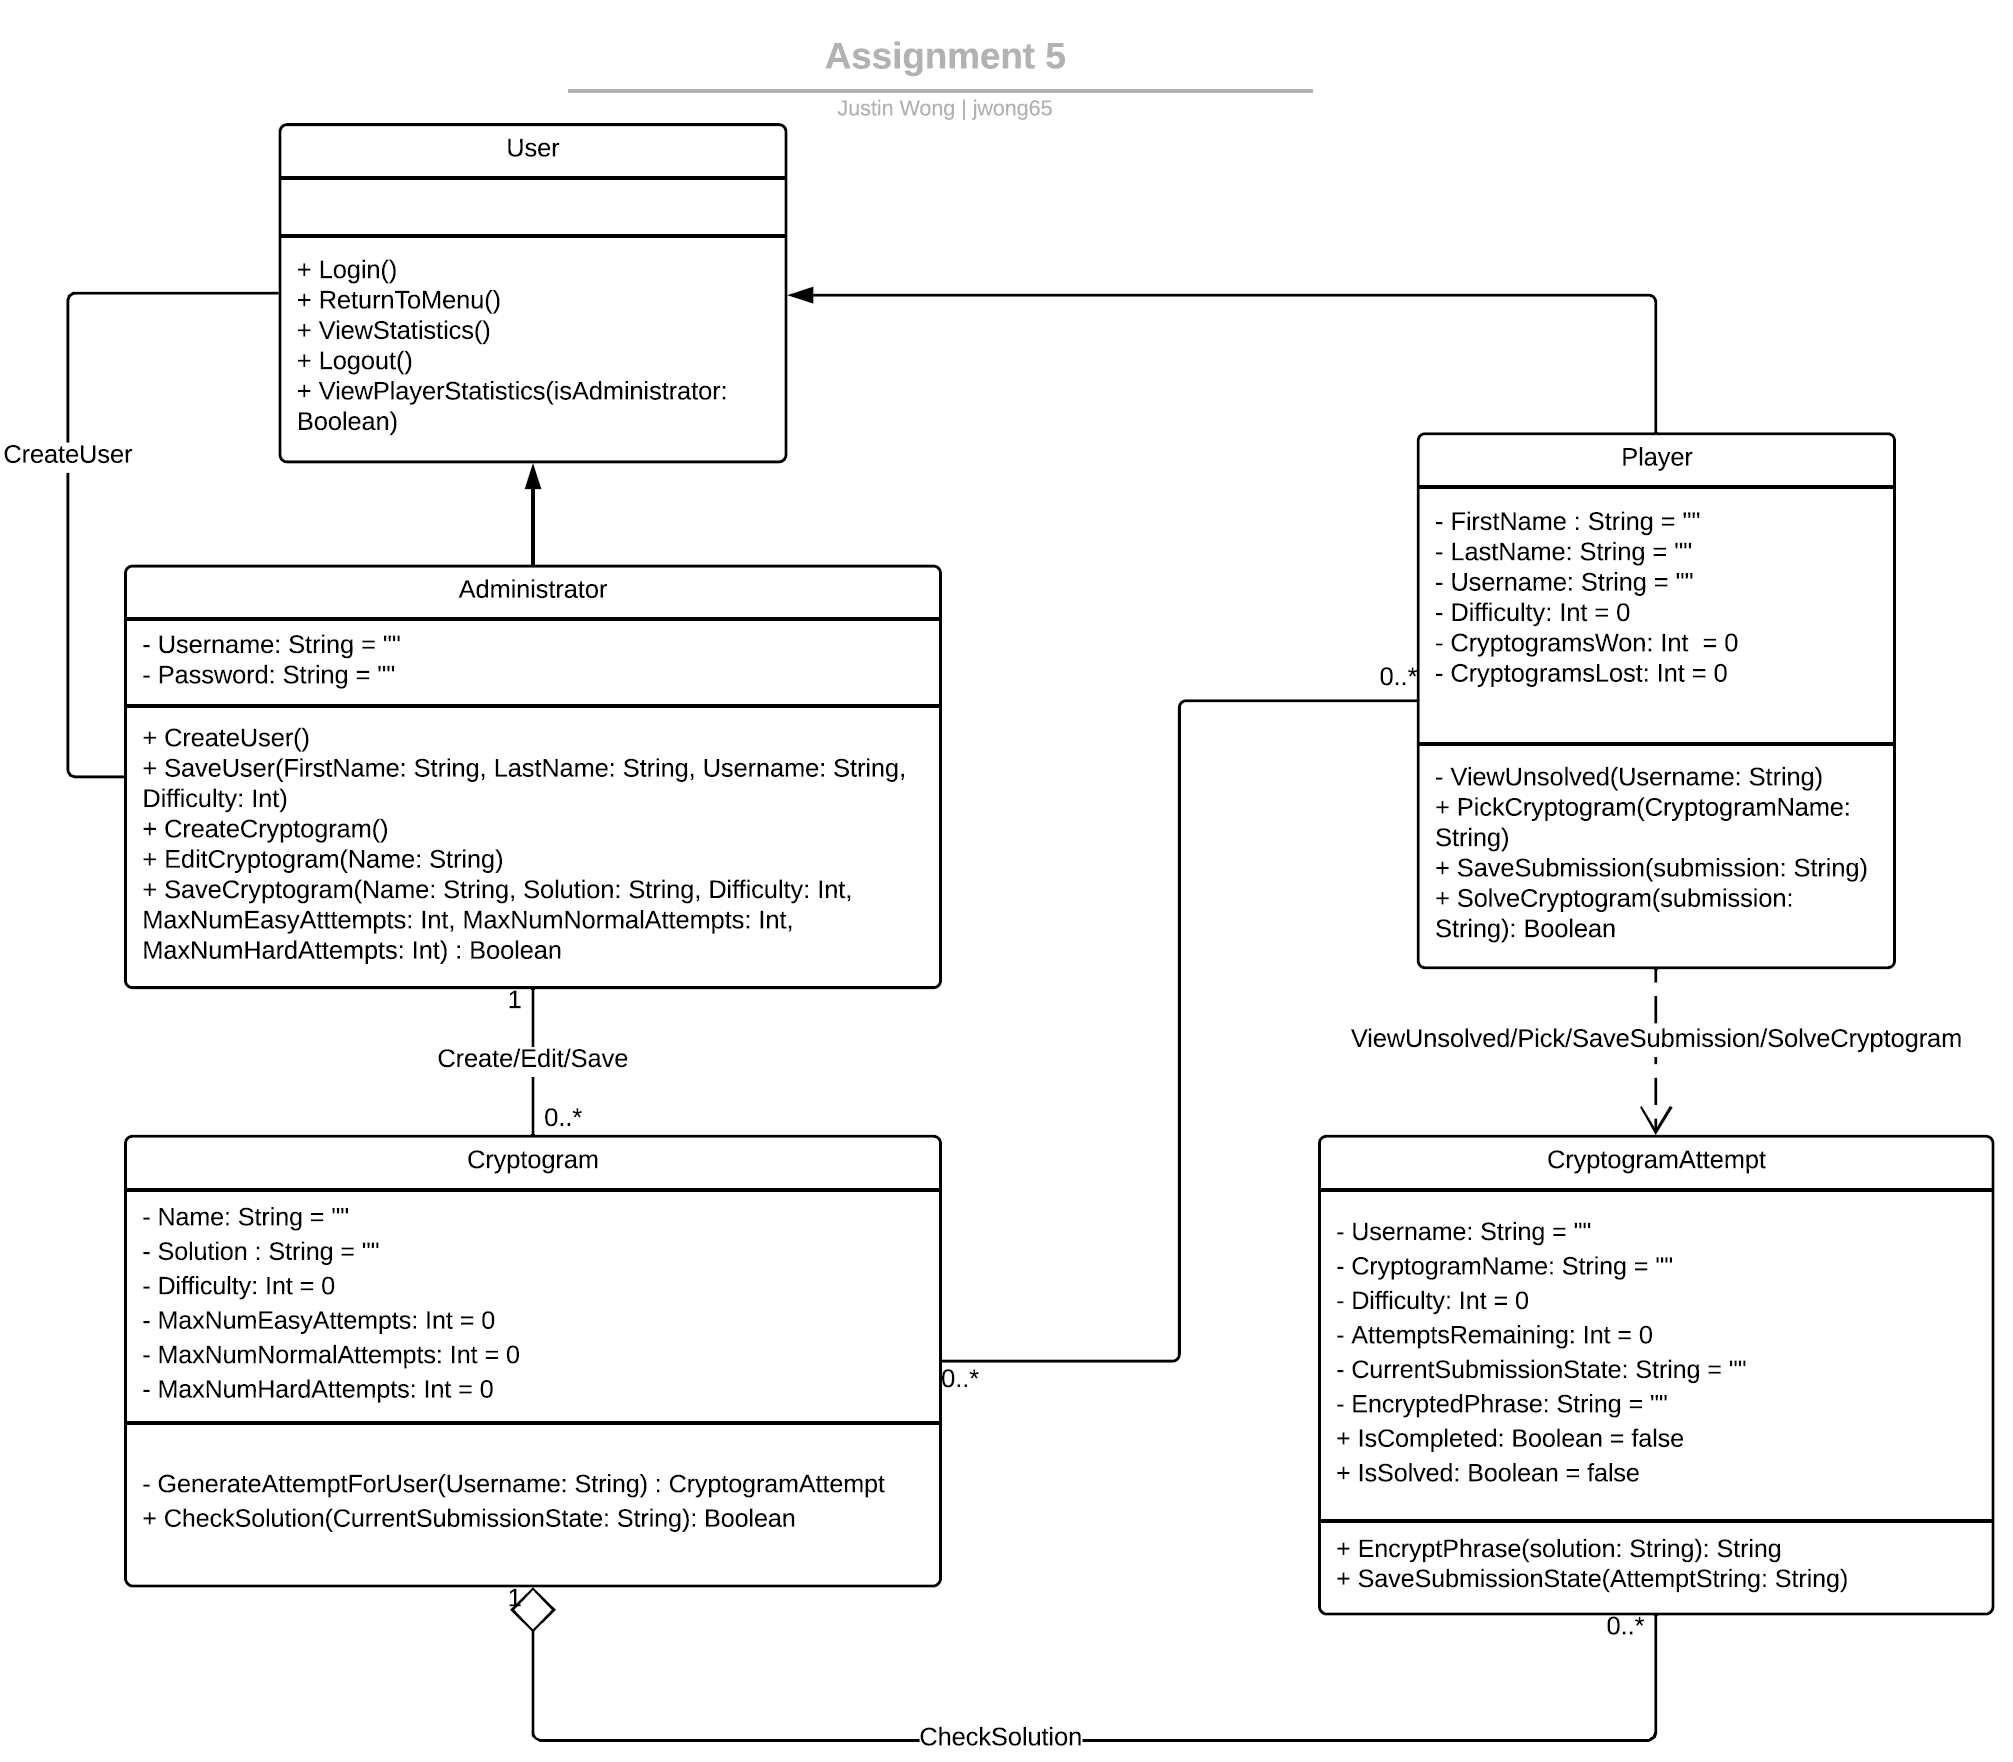 Assignment 5
Justin Wong | jwong65
User
+ Login()
+ ReturnToMenu()
+ ViewStatistics()
+ Logout()
+ ViewPlayerStatistics(isAdministrator:
Boolean)
CreateUser
Administrator
- Username: String = ""
- Password: String = ""
+ CreateUser()
+ SaveUser(FirstName: String, LastName: String, Username: String,
Difficulty: Int)
+ CreateCryptogram()
+ EditCryptogram(Name: String)
+ SaveCryptogram(Name: String, Solution: String, Difficulty: Int,
MaxNumEasyAtttempts: Int, MaxNumNormalAttempts: Int,
MaxNumHardAttempts: Int) : Boolean
Player
- FirstName : String = ""
- LastName: String = ""
- Username: String = ""
- Difficulty: Int = 0
- CryptogramsWon: Int  = 0
- CryptogramsLost: Int = 0
0..*
- ViewUnsolved(Username: String)
+ PickCryptogram(CryptogramName:
String)
+ SaveSubmission(submission: String)
+ SolveCryptogram(submission:
String): Boolean
1
Create/Edit/Save
0..*
ViewUnsolved/Pick/SaveSubmission/SolveCryptogram
Cryptogram
- Name: String = ""
- Solution : String = ""
- Difficulty: Int = 0
- MaxNumEasyAttempts: Int = 0
- MaxNumNormalAttempts: Int = 0
- MaxNumHardAttempts: Int = 0
0..*
- GenerateAttemptForUser(Username: String) : CryptogramAttempt
+ CheckSolution(CurrentSubmissionState: String): Boolean
1
CryptogramAttempt
- Username: String = ""
- CryptogramName: String = ""
- Difficulty: Int = 0
- AttemptsRemaining: Int = 0
- CurrentSubmissionState: String = ""
- EncryptedPhrase: String = ""
+ IsCompleted: Boolean = false
+ IsSolved: Boolean = false
+ EncryptPhrase(solution: String): String
+ SaveSubmissionState(AttemptString: String)
0..*
CheckSolution